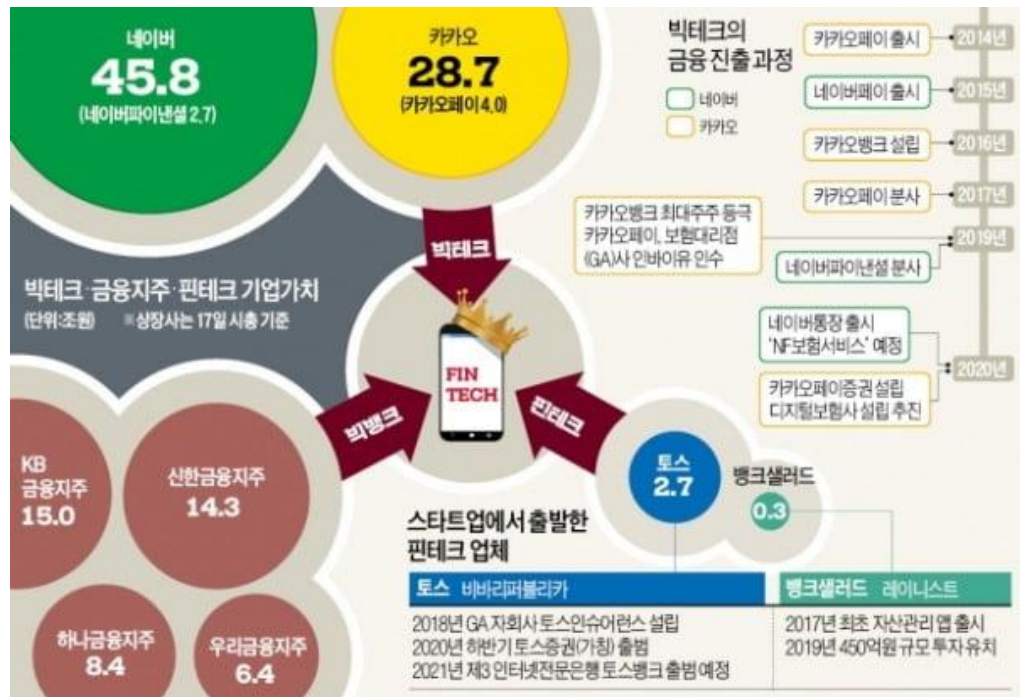 네이버
45.8
(네이버파이낸셜 2.7)
카카오
28.7
(카카오페이 4.0)
빅테크의
금융 진출 과정
네이버
카카오
카카오페이 출시
2014년
네이버페이 출시
2015년
카카오뱅크 설립
2016년
카카오페이 분사
2017년
카카오뱅크 최대주주 등극
카카오페이, 보험대리점
(GA)사 인바이유 인수
2019년
네이버파이낸셜 분사
네이버통장 출시
'NF보험서비스' 예정
2020년
카카오페이증권 설립
디지털보험사 설립 추진
빅테크·금융지주·핀테크 기업가치
(단위:조원) ※상장사는 17일 시총 기준
빅테크
빅뱅크
핀테크
FIN
TECH
KB
금융지주
15.0
신한금융지주
14.3
하나금융지주
8.4
우리금융지주
6.4
토스
2.7
뱅크샐러드
0.3
스타트업에서 출발한
핀테크 업체
토스 비바리퍼블리카
2018년 GA 자회사 토스인슈어런스 설립
2020년 하반기 토스증권(가칭) 출범
2021년 제3 인터넷전문은행 토스뱅크 출범 예정
뱅크샐러드 레이니스트
2017년 최초 자산관리 앱 출시
2019년 450억원 규모 투자 유치